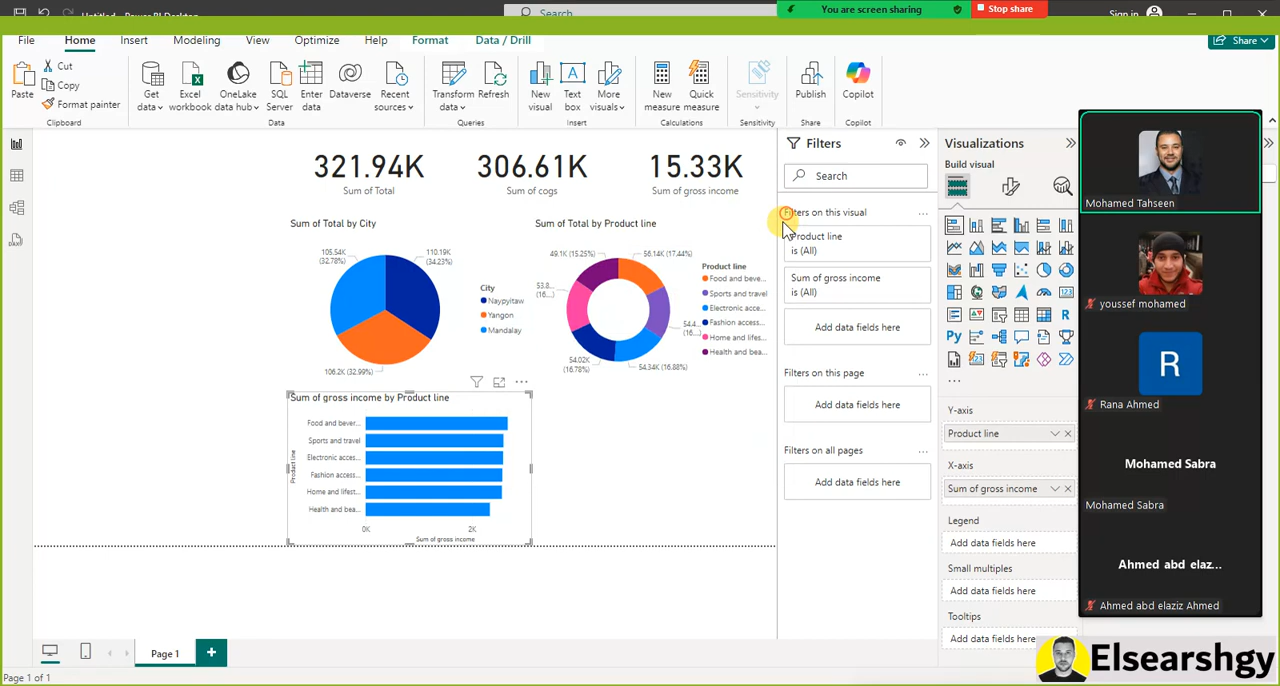 Untitled - Power BI Desktop
Search
You are screen sharing
Stop share
Sign in
File
Home
Insert
Modeling
View
Optimize
Help
Format
Data / Drill
Share
Paste
Cut
Copy
Format painter
Clipboard
Get
data
Excel
workbook
OneLake
data hub
SQL
Server
Enter
data
Dataverse
Recent
sources
Data
Transform
data
Refresh
Queries
New
visual
Text
box
More
visuals
Insert
New
measure
Quick
measure
Calculations
Sensitivity
Sensitivity
Publish
Share
Copilot
Copilot
321.94K
Sum of Total
306.61K
Sum of cogs
15.33K
Sum of gross income
Sum of Total by City
105.54K
(32.78%)
110.19K
(34.23%)
106.2K (32.99%)
City
Naypyitaw
Yangon
Mandalay
Sum of Total by Product line
49.1K (15.25%)
56.14K (17.44%)
53.8...
(16....
54.4...
(16....
54.02K
(16.78%)
54.34K (16.88%)
Product line
Food and beve...
Sports and travel
Electronic acce...
Fashion access...
Home and lifes...
Health and bea...
Sum of gross income by Product line
Product line
Food and bever...
Sports and travel
Electronic acces...
Fashion access...
Home and lifest...
Health and bea...
0K
2K
Sum of gross income
Filters
Search
Filters on this visual
Product line
is (All)
Sum of gross income
is (All)
Add data fields here
Filters on this page
Add data fields here
Filters on all pages
Add data fields here
Visualizations
Build visual
Y-axis
Product line
X-axis
Sum of gross income
Legend
Add data fields here
Small multiples
Add data fields here
Tooltips
Add data fields here
Mohamed Tahseen
youssef mohamed
R
Rana Ahmed
Mohamed Sabra
Mohamed Sabra
Ahmed abd elaz...
Ahmed abd elaziz Ahmed
Page 1
Page 1 of 1
Elsearshgy